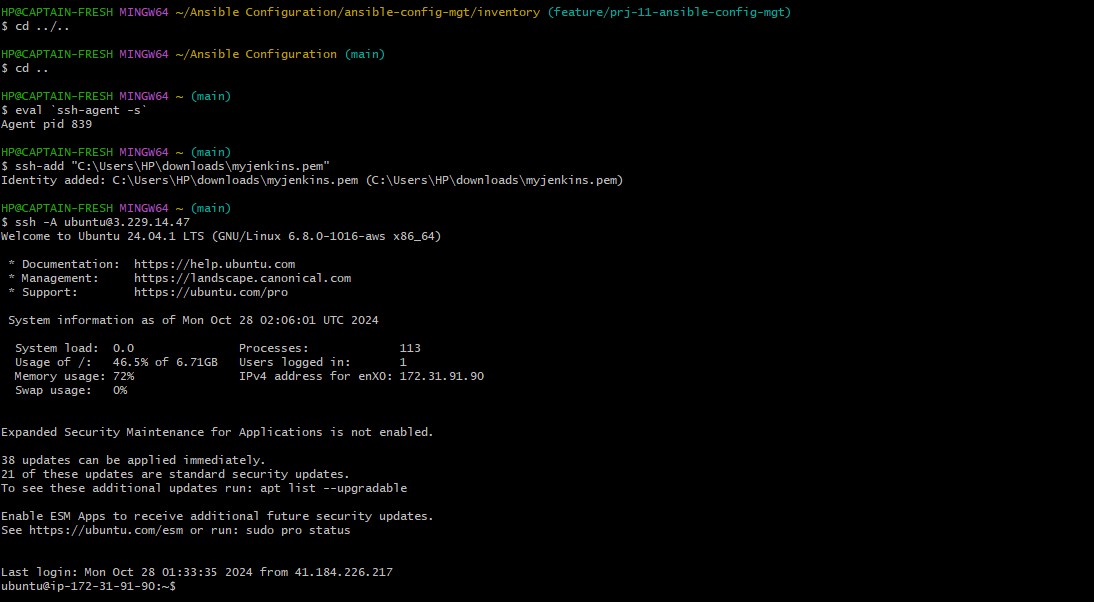 HP@CAPTAIN-FRESH MINGW64 ~/Ansible Configuration/ansible-config-mgt/inventory (feature/prj-11-ansible-config-mgt)
$ cd ../..
HP@CAPTAIN-FRESH MINGW64 ~/Ansible Configuration (main)
$ cd ..
HP@CAPTAIN-FRESH MINGW64 ~ (main)
$ eval `ssh-agent -s`
Agent pid 839
HP@CAPTAIN-FRESH MINGW64 ~ (main)
$ ssh-add "C:\Users\HP\downloads\myjenkins.pem"
Identity added: C:\Users\HP\downloads\myjenkins.pem (C:\Users\HP\downloads\myjenkins.pem)
HP@CAPTAIN-FRESH MINGW64 ~ (main)
$ ssh -A ubuntu@3.229.14.47
Welcome to Ubuntu 24.04.1 LTS (GNU/Linux 6.8.0-1016-aws x86_64)
* Documentation:  https://help.ubuntu.com
* Management:     https://landscape.canonical.com
* Support:        https://ubuntu.com/pro
System information as of Mon Oct 28 02:06:01 UTC 2024
System load:  0.0               Processes:             113
Usage of /:   46.5% of 6.71GB   Users logged in:       1
Memory usage: 72%               IPv4 address for enX0: 172.31.91.90
Swap usage:   0%
Expanded Security Maintenance for Applications is not enabled.
38 updates can be applied immediately.
21 of these updates are standard security updates.
To see these additional updates run: apt list --upgradable
Enable ESM Apps to receive additional future security updates.
See https://ubuntu.com/esm or run: sudo pro status
Last login: Mon Oct 28 01:33:35 2024 from 41.184.226.217
ubuntu@ip-172-31-91-90:~$